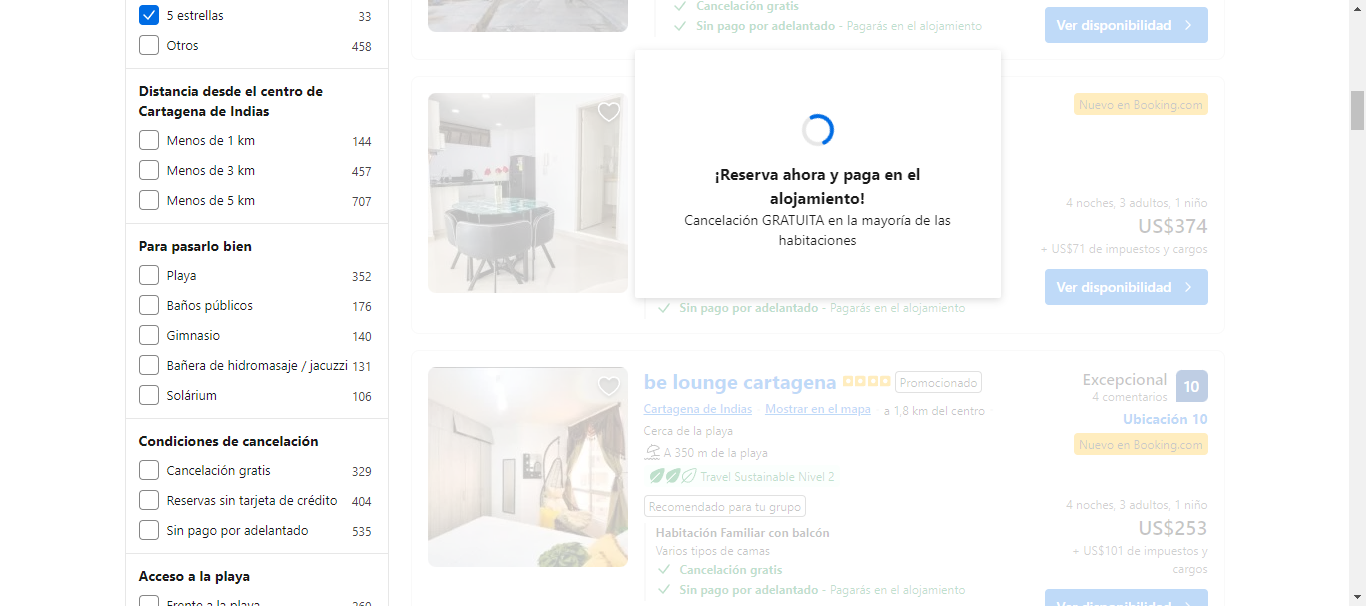 5 estrellas 33
Otros 458
Distancia desde el centro de
Cartagena de Indias
Menos de 1 km 144
Menos de 3 km 457
Menos de 5 km 707
Para pasarlo bien
Playa 352
Baños públicos 176
Gimnasio 140
Bañera de hidromasaje / jacuzzi 131
Solárium 106
Condiciones de cancelación
Cancelación gratis 329
Reservas sin tarjeta de crédito 404
Sin pago por adelantado 535
Acceso a la playa
Frente a la playa 260
Cancelación gratis
Sin pago por adelantado - Pagarás en el alojamiento
Ver disponibilidad
¡Reserva ahora y paga en el
alojamiento!
Cancelación GRATUITA en la mayoría de las
habitaciones
Nuevo en Booking.com
4 noches, 3 adultos, 1 niño
US$374
+ US$71 de impuestos y cargos
Ver disponibilidad
Sin pago por adelantado - Pagarás en el alojamiento
be lounge cartagena Promocionado
Cartagena de Indias Mostrar en el mapa a 1,8 km del centro
Cerca de la playa
A 350 m de la playa
Travel Sustainable Nivel 2
Recomendado para tu grupo
Habitación Familiar con balcón
Varios tipos de camas
Cancelación gratis
Sin pago por adelantado - Pagarás en el alojamiento
Excepcional 10
4 comentarios
Ubicación 10
Nuevo en Booking.com
4 noches, 3 adultos, 1 niño
US$253
+ US$101 de impuestos y
cargos
Ver disponibilidad